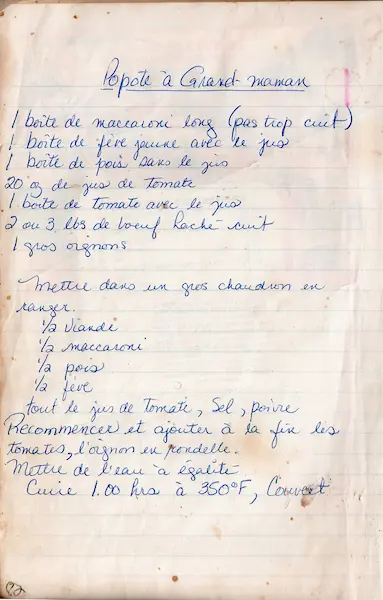 Popote à Grand-maman
1 boîte de maccaroni long (pas trop cuit)
1 boîte de fève jaune avec le jus
1 boîte de pois sans le jus
20 oz de jus de tomate
1 boîte de tomate avec le jus
2 ou 3 lbs de boeuf haché cuit
1 gros oignons
Mettre dans un gros chaudron en
ranger.
1/2 viande
1/2 maccaroni
1/2 pois
1/2 fève
tout le jus de tomate, Sel, poivre
Recommencer et ajouter à la fin les
tomates, l'oignon en rondelle.
Mettre de l'eau à égalité
Cuire 1.00 hrs à 350°F, Couvert